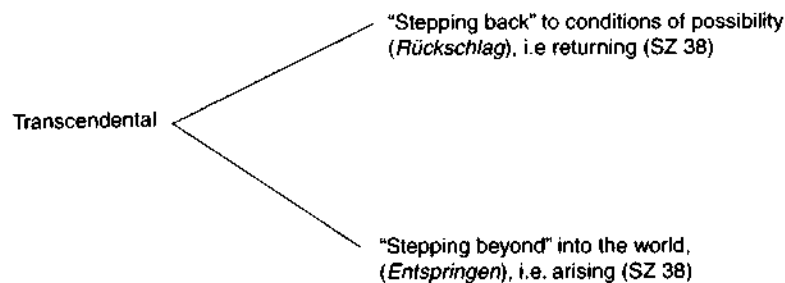 "Stepping back" to conditions of possibility
(Rückschlag), i.e returning (SZ 38)
Transcendental
"Stepping beyond" into the world,
(Entspringen), i.e. arising (SZ 38)